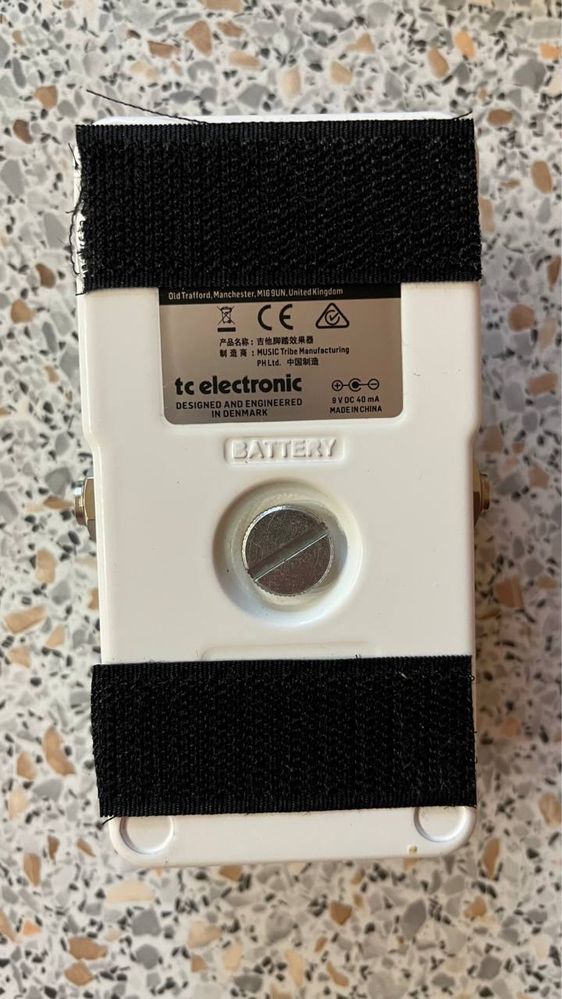 Old Trafford, Manchester, M16 9UN, United Kingdom
CE
产品名称：吉他脚踏效果器
制造商：MUSIC Tribe Manufacturing
PH Ltd. 中国制造
tc electronic
DESIGNED AND ENGINEERED
IN DENMARK
9 V DC 40 mA
MADE IN CHINA
BATTERY